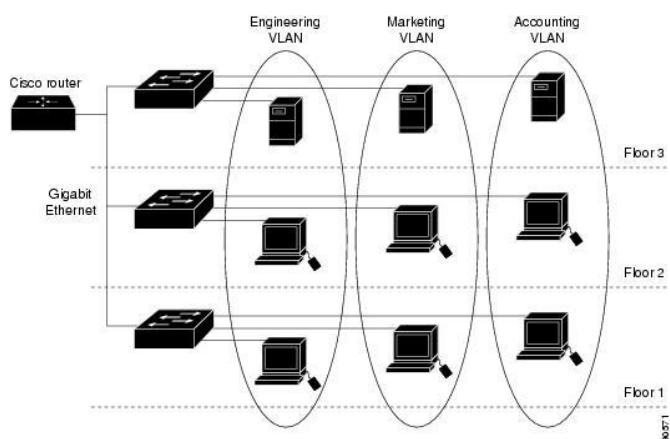 Engineering
VLAN
Marketing
VLAN
Accounting
VLAN
Cisco router
Floor 3
Gigabit
Ethernet
Floor 2
Floor 1